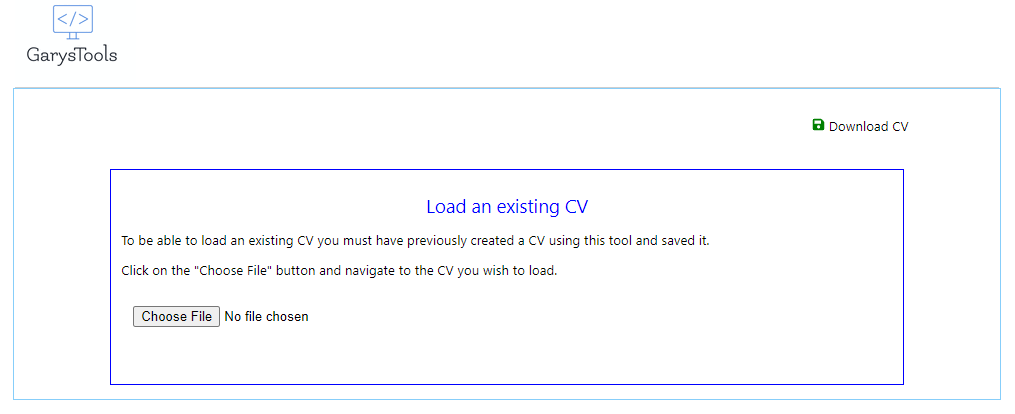 </>
GarysTools
Download CV
Load an existing CV
To be able to load an existing CV you must have previously created a CV using this tool and saved it.
Click on the "Choose File" button and navigate to the CV you wish to load.
Choose File No file chosen